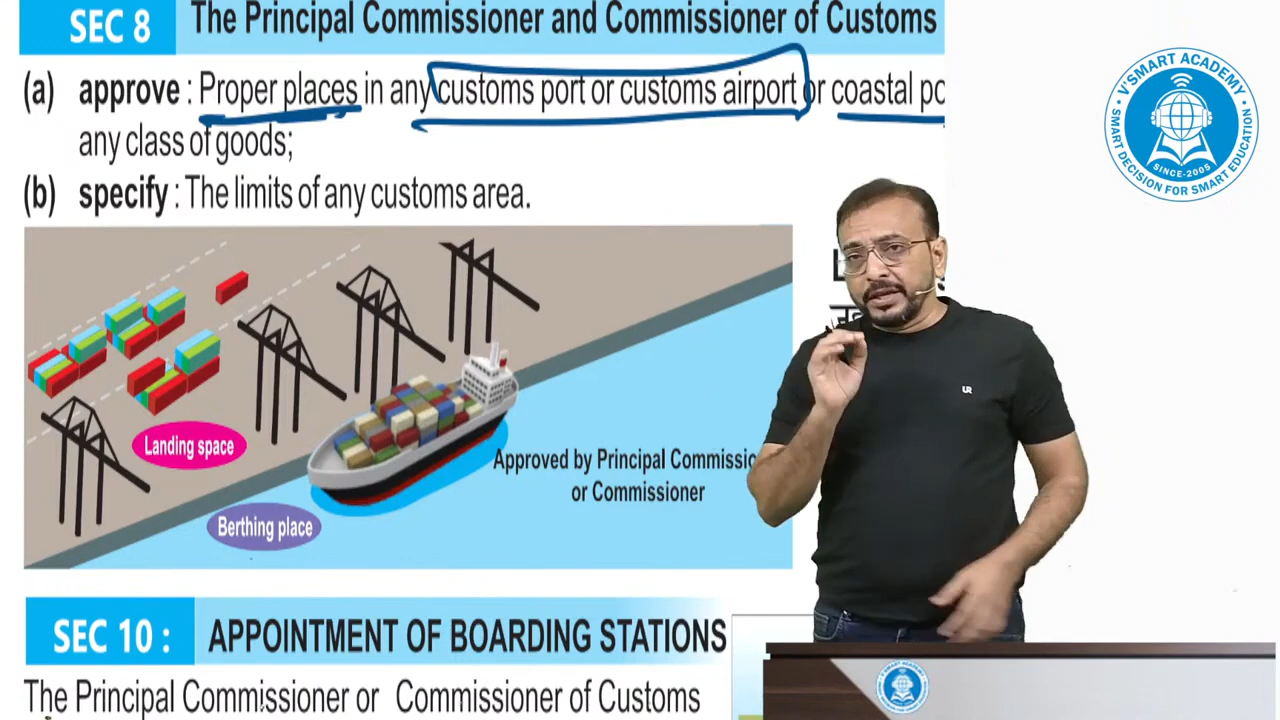 SEC 8
The Principal Commissioner and Commissioner of Customs
(a) approve : Proper places in any customs port or customs airport or coastal
any class of goods;
(b) specify : The limits of any customs area.
Landing space
Berthing place
Approved by Principal
or Commissioner
SEC 10 : APPOINTMENT OF BOARDING STATIONS
The Principal Commissioner or Commissioner of Customs
V'SMART ACADEMY
SMART DECISION FOR SMART EDUCATION
SINCE-2005
UR